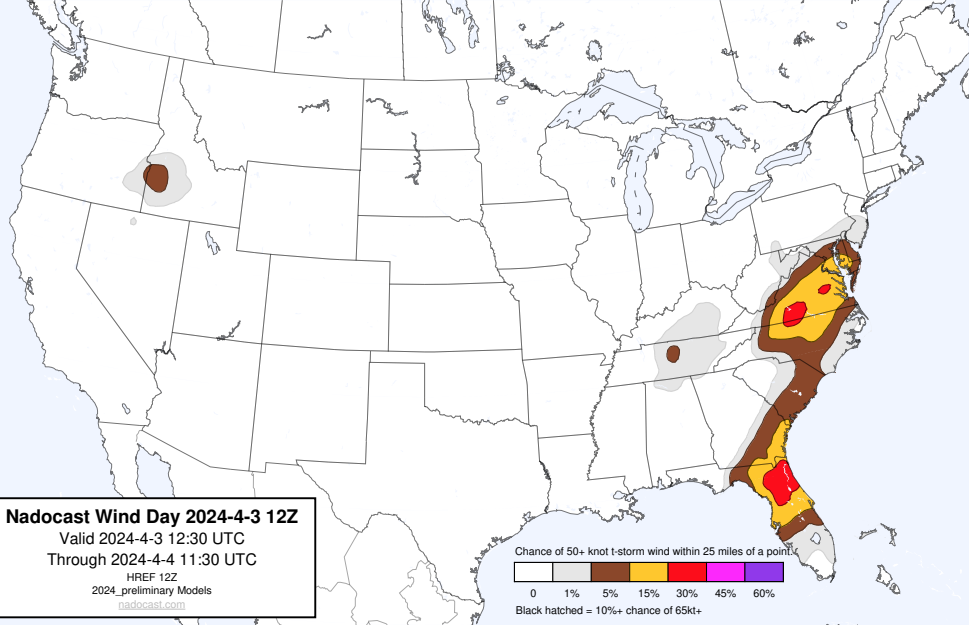 Nadocast Wind Day 2024-4-3 12Z
Valid 2024-4-3 12:30 UTC
Through 2024-4-4 11:30 UTC
HREF 12Z
2024_preliminary Models
nadocast.com
Chance of 50+ knot t-storm wind within 25 miles of a point.
0 1% 5% 15% 30% 45% 60%
Black hatched = 10%+ chance of 65kt+